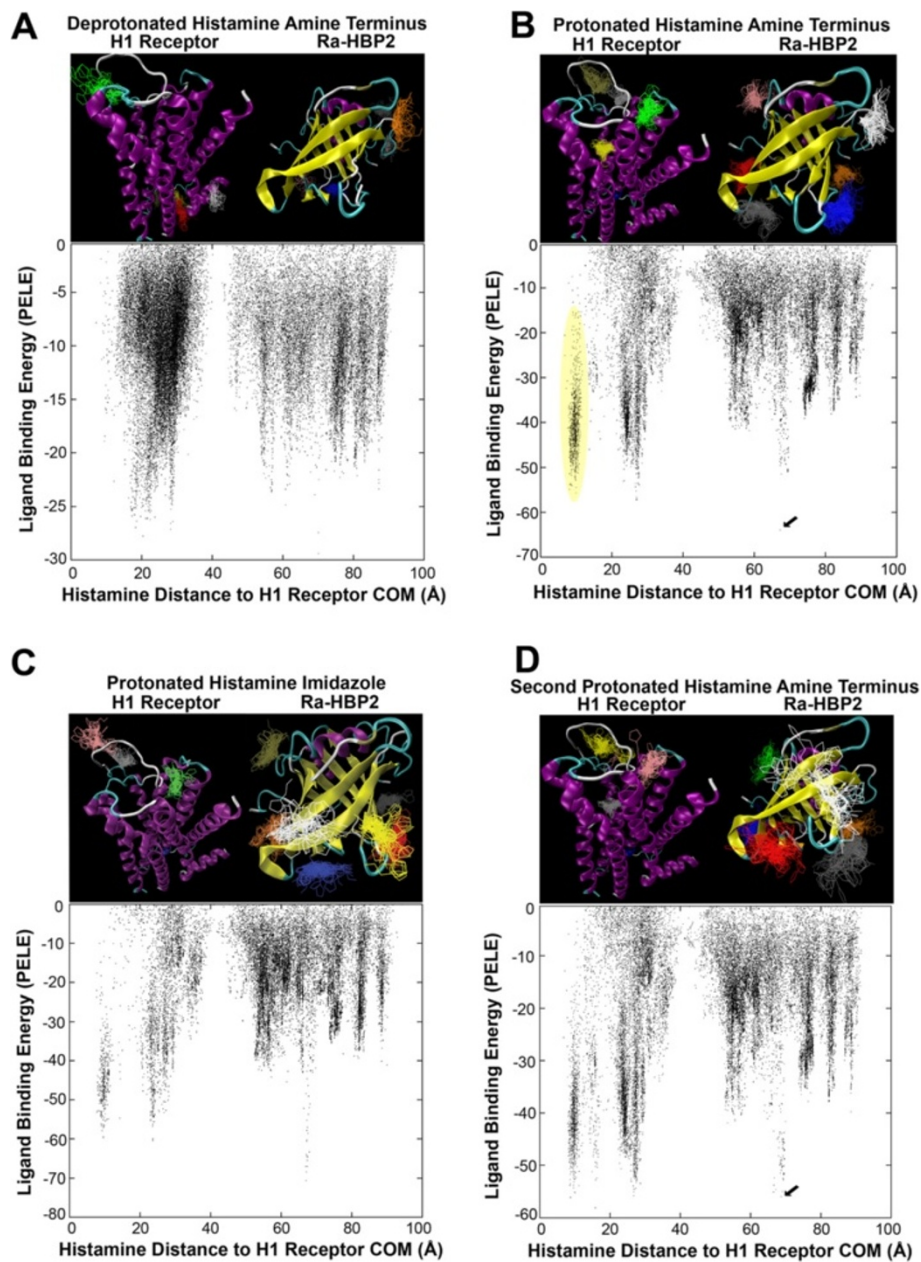 A
Deprotonated Histamine Amine Terminus
H1 Receptor Ra-HBP2
0
-5
-10
-15
-20
-25
-30
Ligand Binding Energy (PELE)
0 20 40 60 80 100
Histamine Distance to H1 Receptor COM (Å)
B
Protonated Histamine Amine Terminus
H1 Receptor Ra-HBP2
0
-10
-20
-30
-40
-50
-60
-70
Ligand Binding Energy (PELE)
0 20 40 60 80 100
Histamine Distance to H1 Receptor COM (Å)
C
Protonated Histamine Imidazole
H1 Receptor Ra-HBP2
0
-10
-20
-30
-40
-50
-60
-70
-80
Ligand Binding Energy (PELE)
0 20 40 60 80 100
Histamine Distance to H1 Receptor COM (Å)
D
Second Protonated Histamine Amine Terminus
H1 Receptor Ra-HBP2
0
-10
-20
-30
-40
-50
-60
Ligand Binding Energy (PELE)
0 20 40 60 80 100
Histamine Distance to H1 Receptor COM (Å)